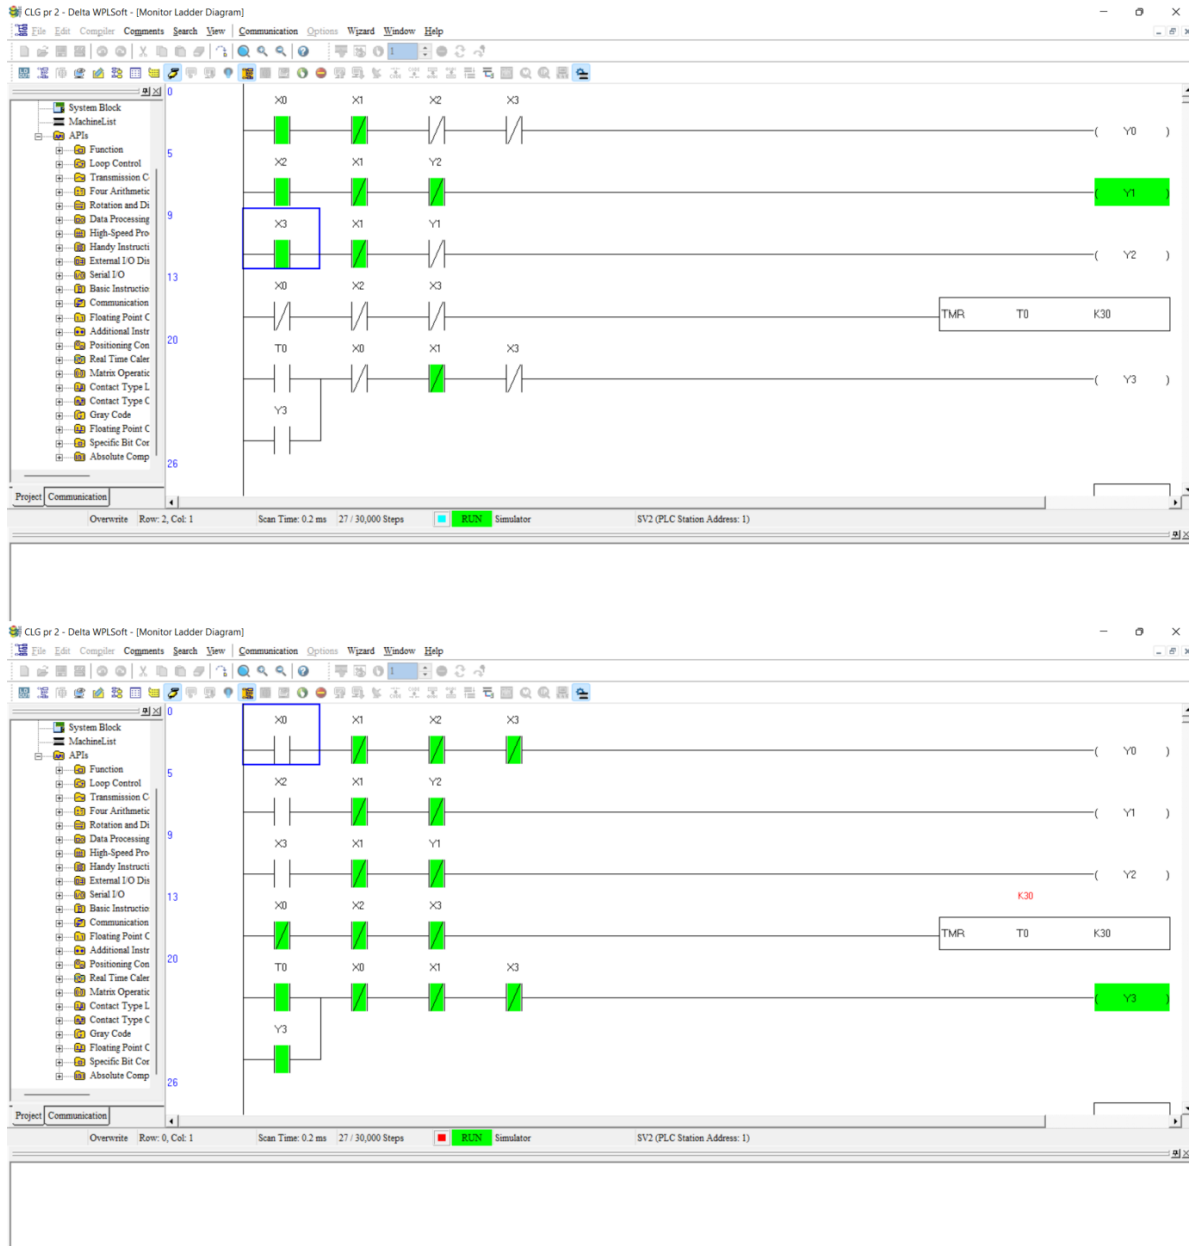 CLG pr 2 - Delta WPLSoft - [Monitor Ladder Diagram]
File Edit Compiler Comments Search View Communication Options Wizard Window Help
1
System Block
MachineList
APIs
Function
Loop Control
Transmission C
Four Arithmetic
Rotation and Di
Data Processing
High-Speed Pro
Handy Instructi
External I/O Dis
Serial I/O
Basic Instructio
Communication
Floating Point C
Additional Instr
Positioning Con
Real Time Caler
Matrix Operatic
Contact Type L
Contact Type C
Gray Code
Floating Point C
Specific Bit Cor
Absolute Comp
Project Communication
0
X0 X1 X2 X3
( Y0 )
5
X2 X1 Y2
( Y1 )
9
X3 X1 Y1
( Y2 )
13
X0 X2 X3
TMR T0 K30
20
T0 X0 X1 X3
( Y3 )
Y3
26
Overwrite Row: 2, Col: 1 Scan Time: 0.2 ms 27 / 30,000 Steps RUN Simulator SV2 (PLC Station Address: 1)
CLG pr 2 - Delta WPLSoft - [Monitor Ladder Diagram]
File Edit Compiler Comments Search View Communication Options Wizard Window Help
1
System Block
MachineList
APIs
Function
Loop Control
Transmission C
Four Arithmetic
Rotation and Di
Data Processing
High-Speed Pro
Handy Instructi
External I/O Dis
Serial I/O
Basic Instructio
Communication
Floating Point C
Additional Instr
Positioning Con
Real Time Caler
Matrix Operatic
Contact Type L
Contact Type C
Gray Code
Floating Point C
Specific Bit Cor
Absolute Comp
Project Communication
0
X0 X1 X2 X3
( Y0 )
5
X2 X1 Y2
( Y1 )
9
X3 X1 Y1
( Y2 )
13
K30
X0 X2 X3
TMR T0 K30
20
T0 X0 X1 X3
( Y3 )
Y3
26
Overwrite Row: 0, Col: 1 Scan Time: 0.2 ms 27 / 30,000 Steps RUN Simulator SV2 (PLC Station Address: 1)